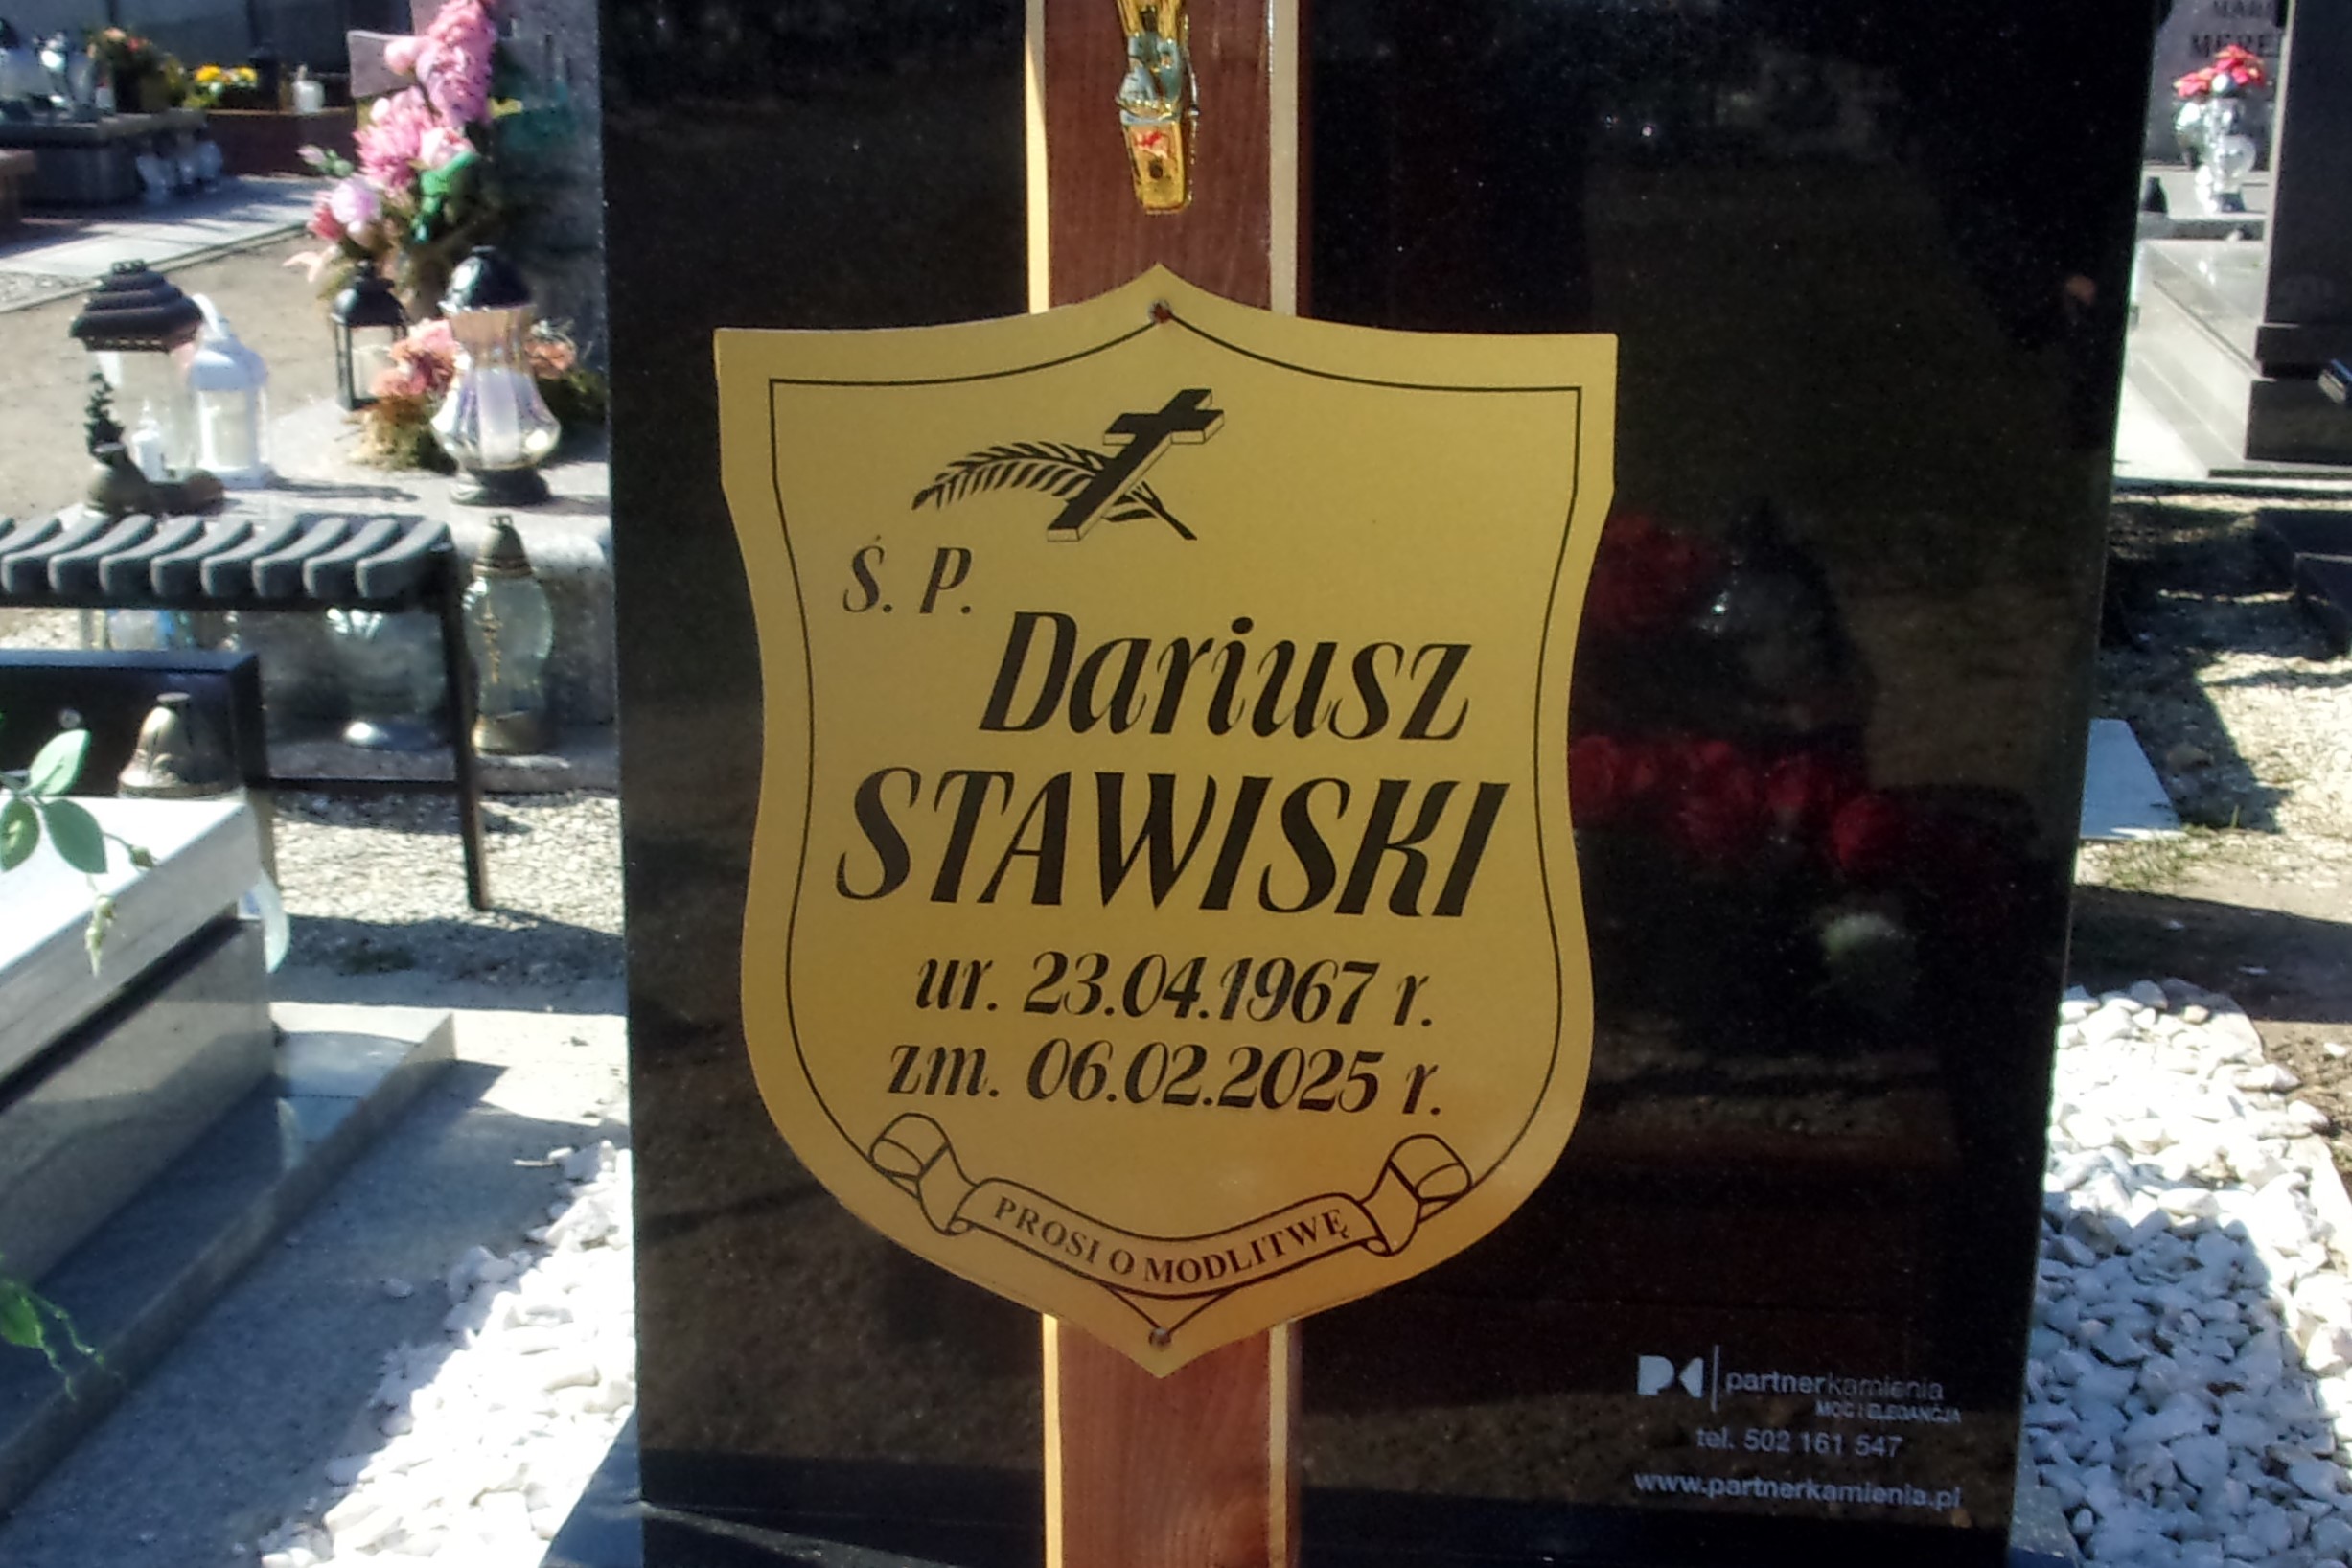 Ś. P.
Dariusz
STAWISKI
ur. 23.04.1967 r.
zm. 06.02.2025 r.
PROSI O MODLITWĘ
partnerkamienia
MOC I ELEGANCJA
tel. 502 161 547
www.partnerkamienia.pl